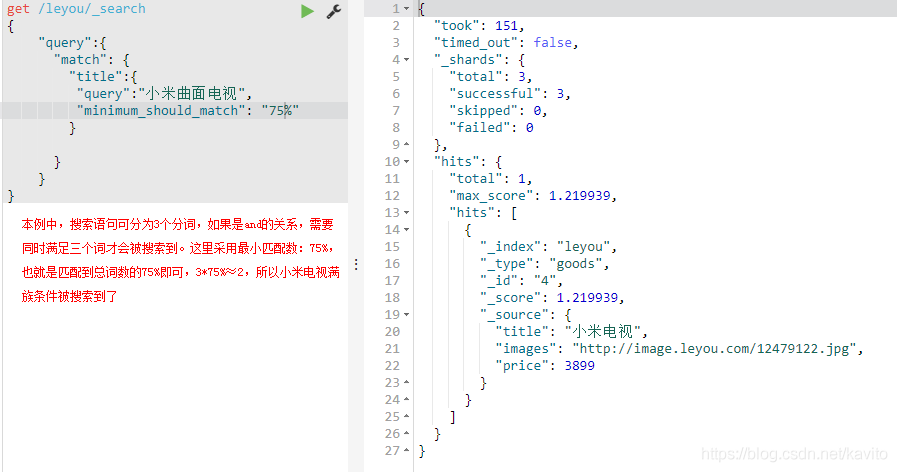 get /leyou/_search
{
"query":{
"match": {
"title":{
"query":"小米曲面电视",
"minimum_should_match": "75%"
}
}
}
}
本例中，搜索语句可分为3个分词，如果是and的关系，需要
同时满足三个词才会被搜索到。这里采用最小匹配数：75%，
也就是匹配到总词数的75%即可，3*75%≈2，所以小米电视满
族条件被搜索到了
1 {
2 "took": 151,
3 "timed_out": false,
4 "_shards": {
5 "total": 3,
6 "successful": 3,
7 "skipped": 0,
8 "failed": 0
9 },
10 "hits": {
11 "total": 1,
12 "max_score": 1.219939,
13 "hits": [
14 {
15 "_index": "leyou",
16 "_type": "goods",
17 "_id": "4",
18 "_score": 1.219939,
19 "_source": {
20 "title": "小米电视",
21 "images": "http://image.leyou.com/12479122.jpg",
22 "price": 3899
23 }
24 }
25 ]
26 }
27 }
https://blog.csdn.net/kavito